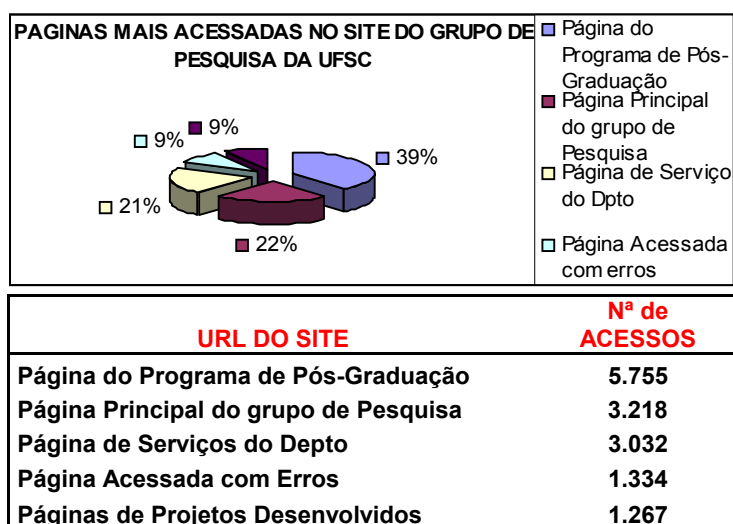 PAGINAS MAIS ACESSADAS NO SITE DO GRUPO DE
PESQUISA DA UFSC
39%
22%
21%
9%
9%
Página do
Programa de Pós-
Graduação
Página Principal
do grupo de
Pesquisa
Página de Serviço
do Dpto
Página Acessada
com erros
URL DO SITE
Nª de
ACESSOS
Página do Programa de Pós-Graduação 5.755
Página Principal do grupo de Pesquisa 3.218
Página de Serviços do Depto 3.032
Página Acessada com Erros 1.334
Páginas de Projetos Desenvolvidos 1.267